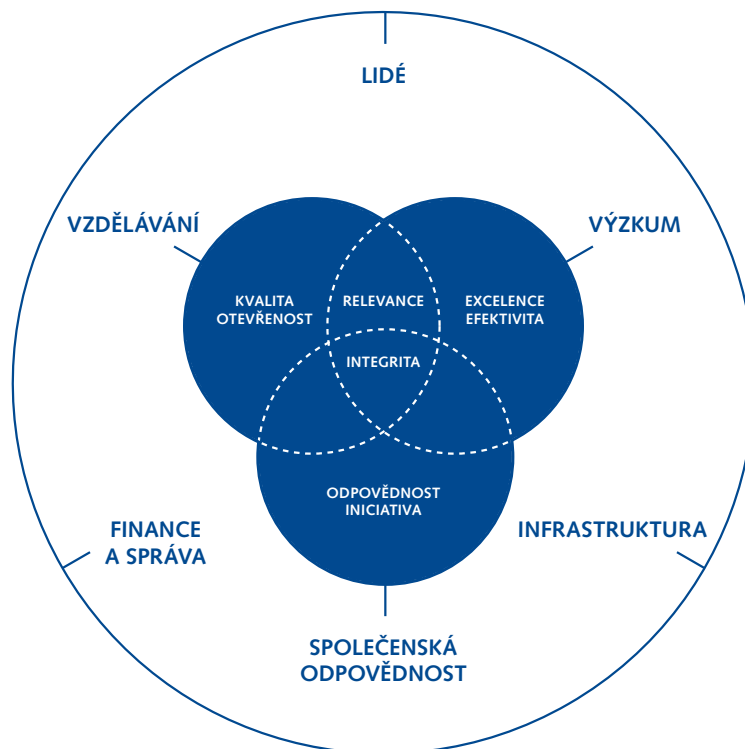 LIDÉ
VZDĚLÁVÁNÍ
VÝZKUM
KVALITA
OTEVŘENOST
RELEVANCE
EXCELENCE
EFEKTIVITA
INTEGRITA
ODPOVĚDNOST
INICIATIVA
FINANCE
A SPRÁVA
INFRASTRUKTURA
SPOLEČENSKÁ
ODPOVĚDNOST